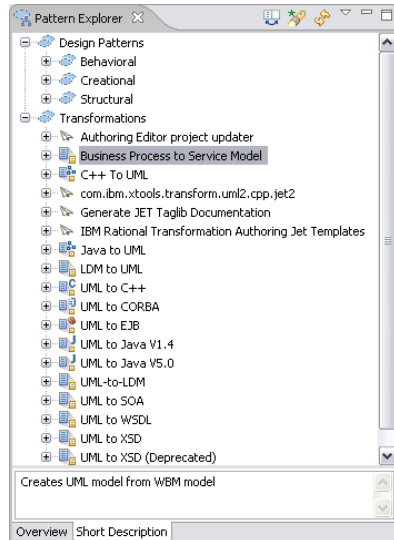 Pattern Explorer
Design Patterns
Behavioral
Creational
Structural
Transformations
Authoring Editor project updater
Business Process to Service Model
C++ To UML
com.ibm.xtools.transform.uml2.cpp.jet2
Generate JET Taglib Documentation
IBM Rational Transformation Authoring Jet Templates
Java to UML
LDM to UML
UML to C++
UML to CORBA
UML to EJB
UML to Java V1.4
UML to Java V5.0
UML-to-LDM
UML to SOA
UML to WSDL
UML to XSD
UML to XSD (Deprecated)
Creates UML model from WBM model
Overview Short Description